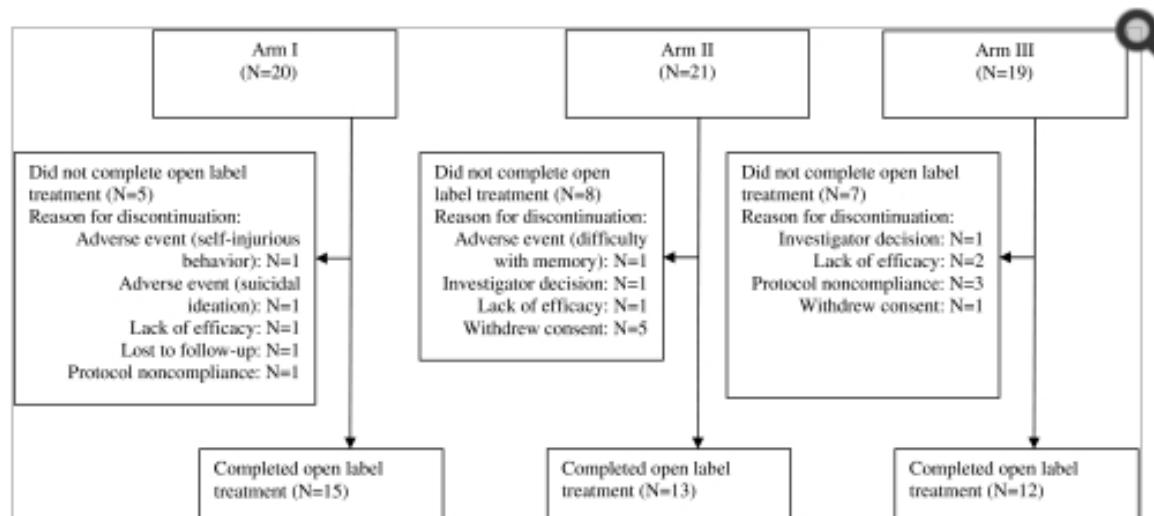 Arm I
(N=20)
Arm II
(N=21)
Arm III
(N=19)
Did not complete open label
treatment (N=5)
Reason for discontinuation:
Adverse event (self-injurious
behavior): N=1
Adverse event (suicidal
ideation): N=1
Lack of efficacy: N=1
Lost to follow-up: N=1
Protocol noncompliance: N=1
Did not complete open
label treatment (N=8)
Reason for discontinuation:
Adverse event (difficulty
with memory): N=1
Investigator decision: N=1
Lack of efficacy: N=1
Withdrew consent: N=5
Did not complete open label
treatment (N=7)
Reason for discontinuation:
Investigator decision: N=1
Lack of efficacy: N=2
Protocol noncompliance: N=3
Withdrew consent: N=1
Completed open label
treatment (N=15)
Completed open label
treatment (N=13)
Completed open label
treatment (N=12)